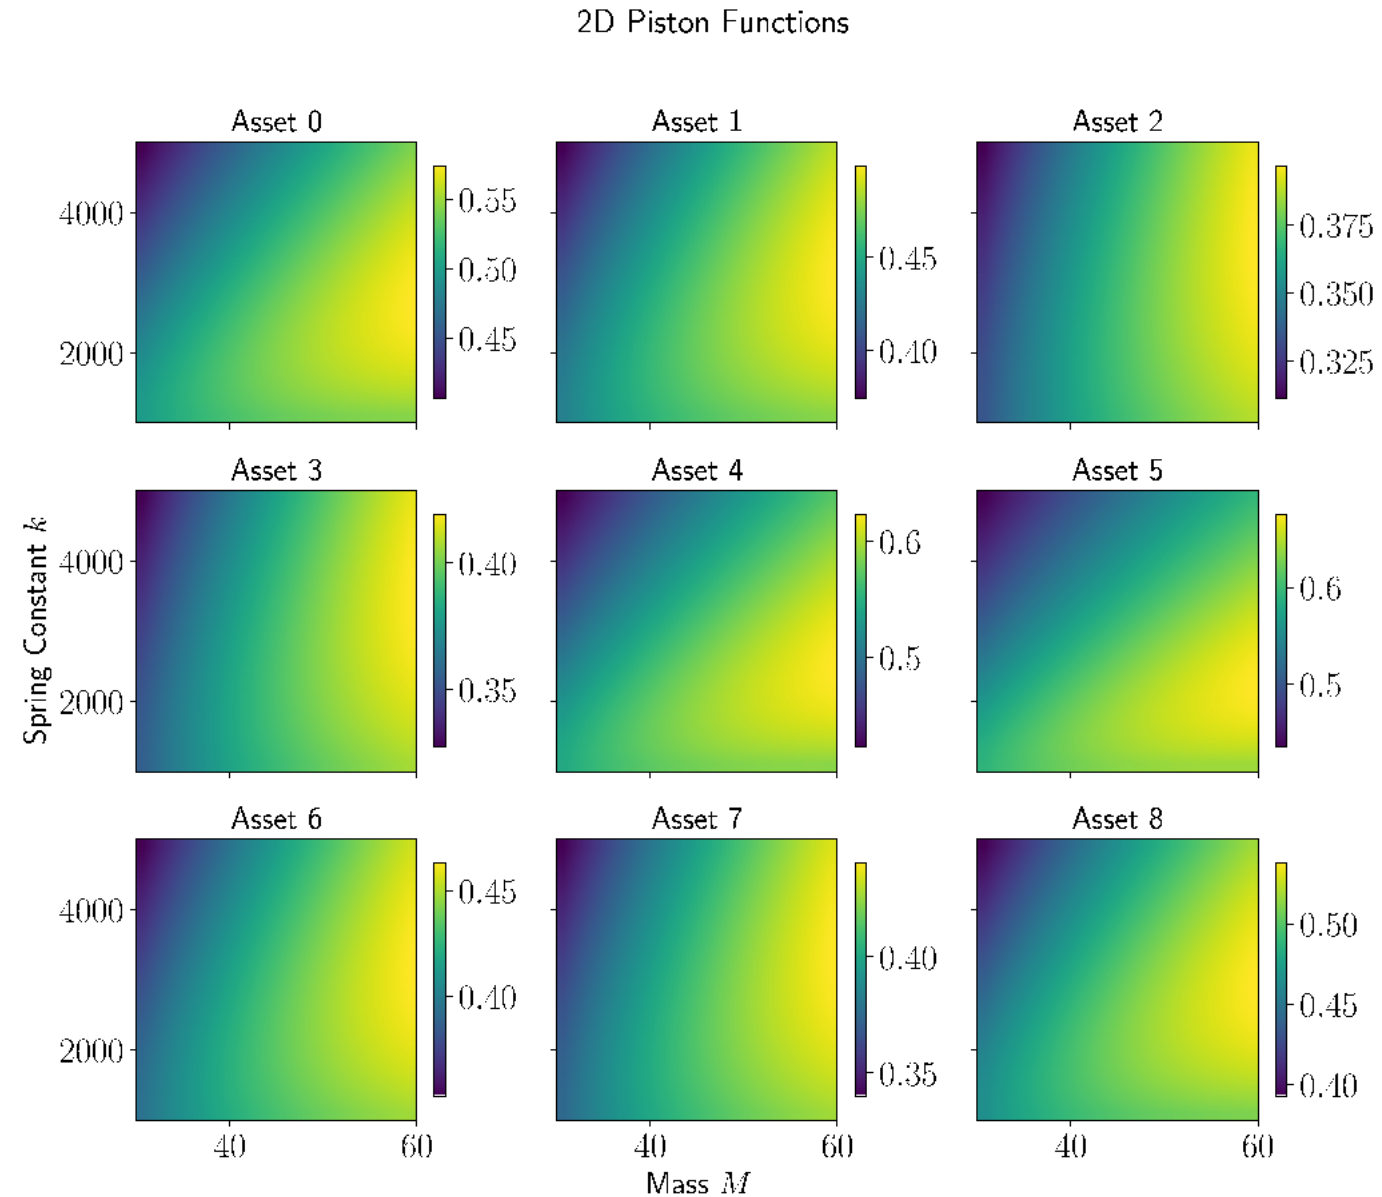 2D Piston Functions
Asset 0
Asset 1
Asset 2
4000
2000
0.55
0.50
0.45
0.45
0.40
0.375
0.350
0.325
Asset 3
Asset 4
Asset 5
Spring Constant k
4000
2000
0.40
0.35
0.6
0.5
0.6
0.5
Asset 6
Asset 7
Asset 8
4000
2000
0.45
0.40
0.40
0.35
0.50
0.45
0.40
40 60
40 60
40 60
Mass M